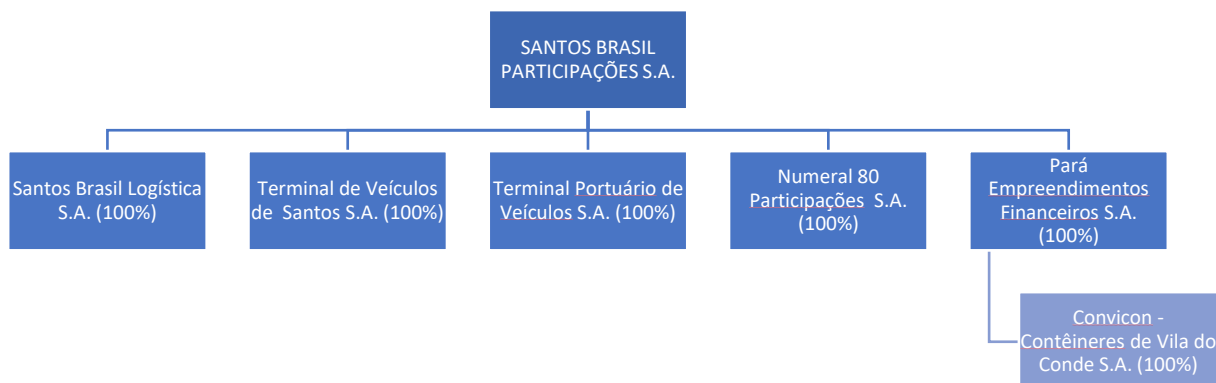 SANTOS BRASIL
PARTICIPAÇÕES S.A.
Santos Brasil Logística
S.A. (100%)
Terminal de Veículos
de Santos S.A. (100%)
Terminal Portuário de
Veículos S.A. (100%)
Numeral 80
Participações S.A.
(100%)
Pará
Empreendimentos
Financeiros S.A.
(100%)
Convicon -
Contêineres de Vila do
Conde S.A. (100%)